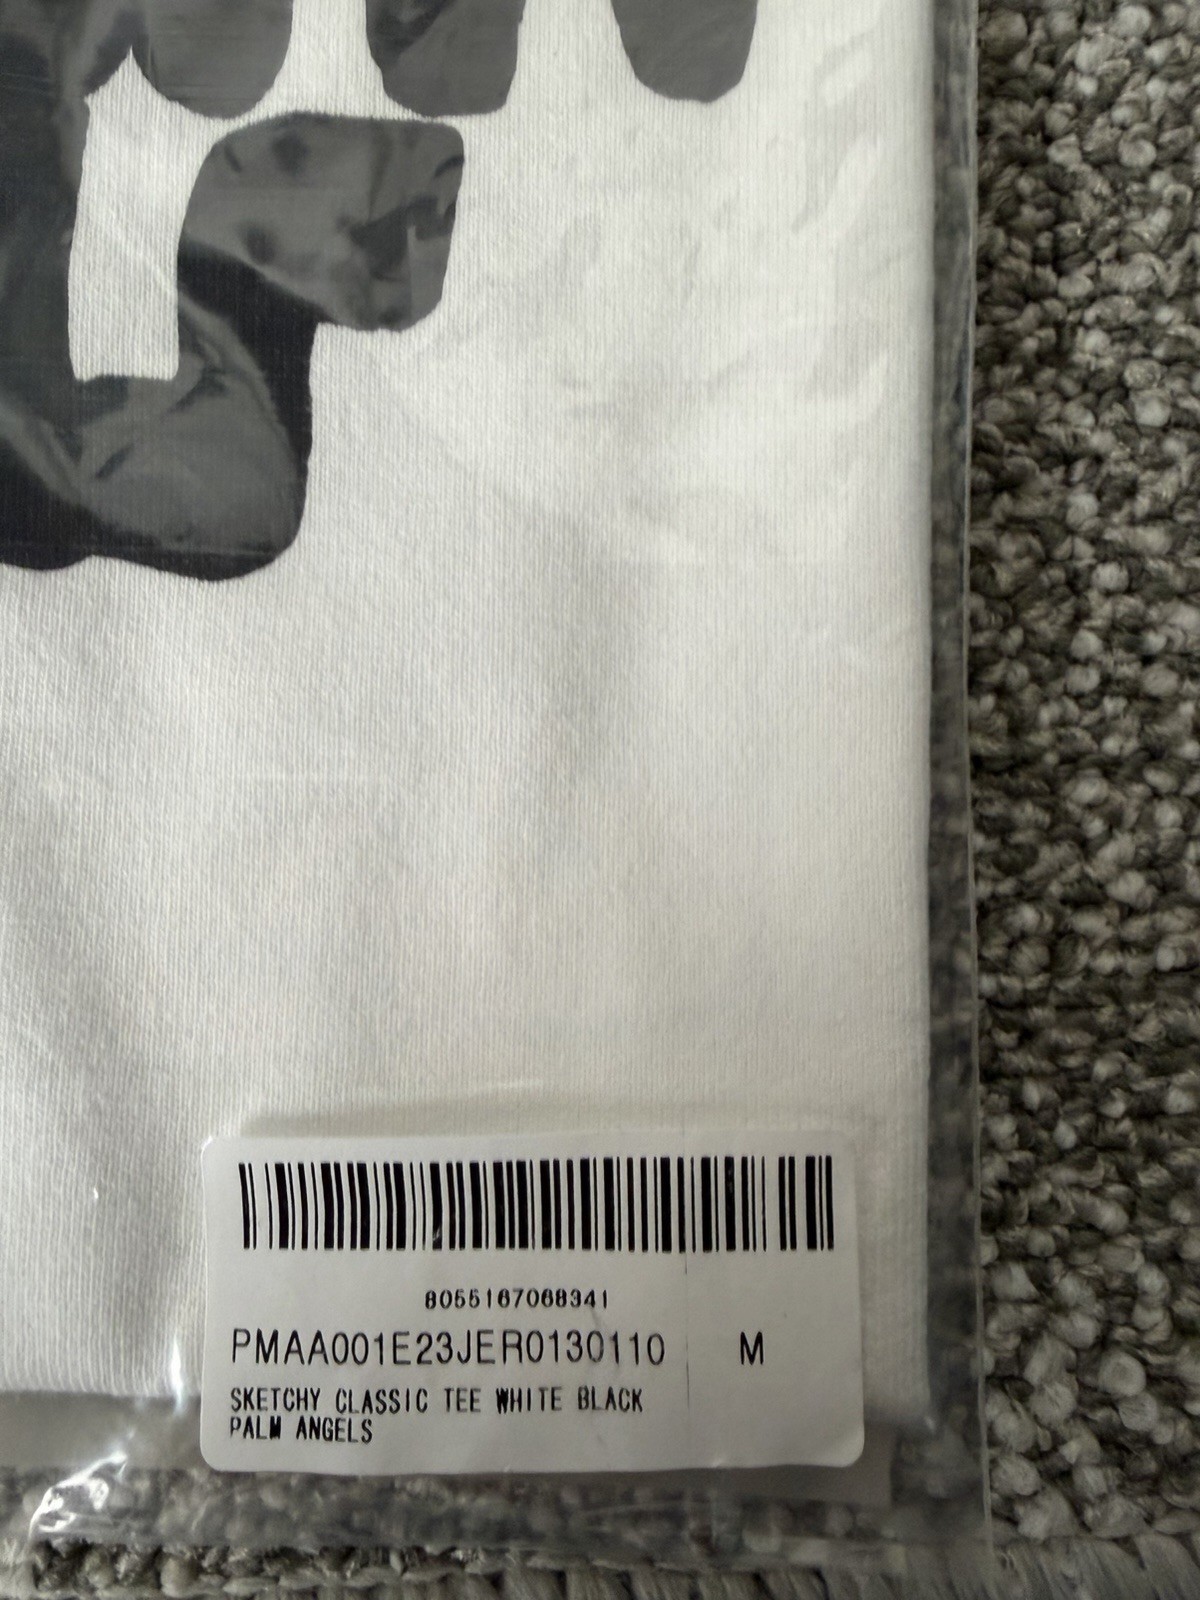 8055167068341
PMAA001E23JER0130110 M
SKETCHY CLASSIC TEE WHITE BLACK
PALM ANGELS